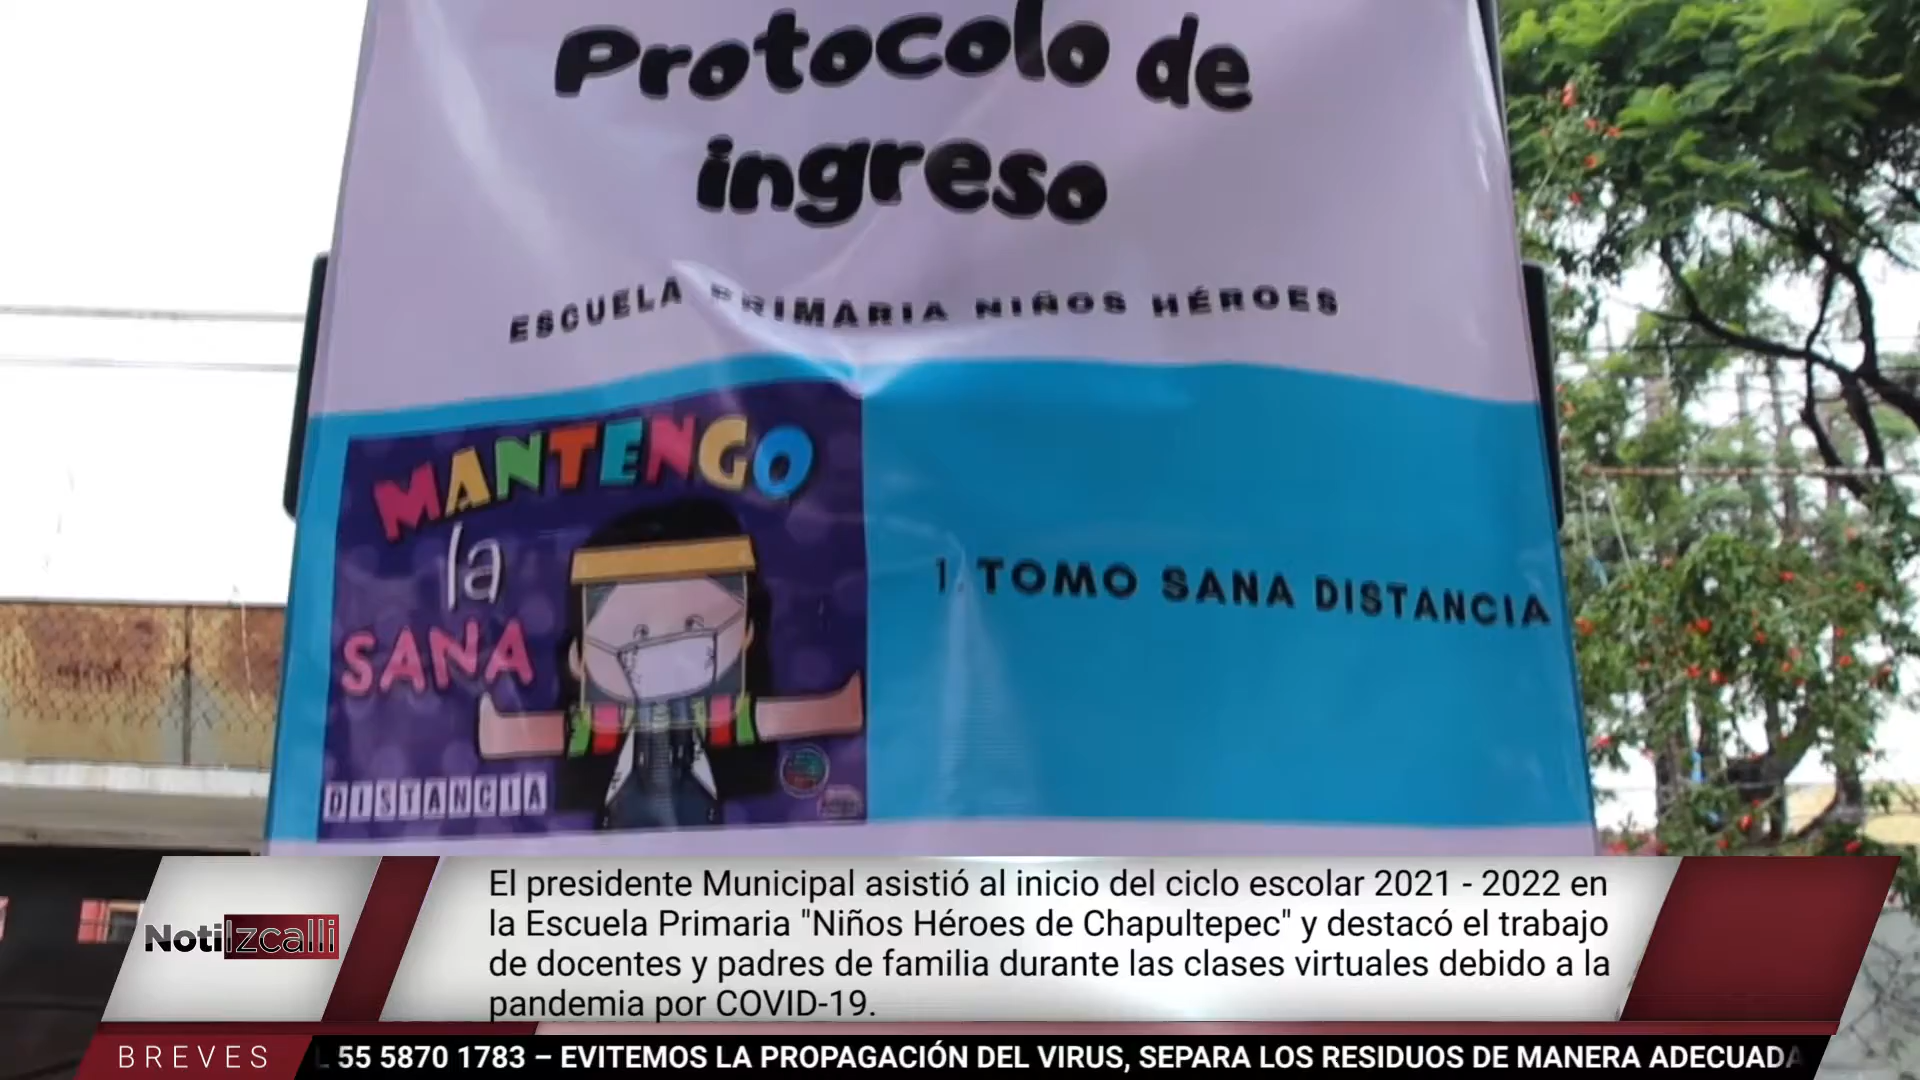 Protocolo de
ingreso
ESCUELA PRIMARIA NIÑOS HÉROES
MANTENGO
la
SANA
DISTANCIA
1. TOMO SANA DISTANCIA
El presidente Municipal asistió al inicio del ciclo escolar 2021 - 2022 en
la Escuela Primaria "Niños Héroes de Chapultepec" y destacó el trabajo
de docentes y padres de familia durante las clases virtuales debido a la
pandemia por COVID-19.
NotiIzcalli
BREVES
L 55 5870 1783 – EVITEMOS LA PROPAGACIÓN DEL VIRUS, SEPARA LOS RESIDUOS DE MANERA ADECUADA